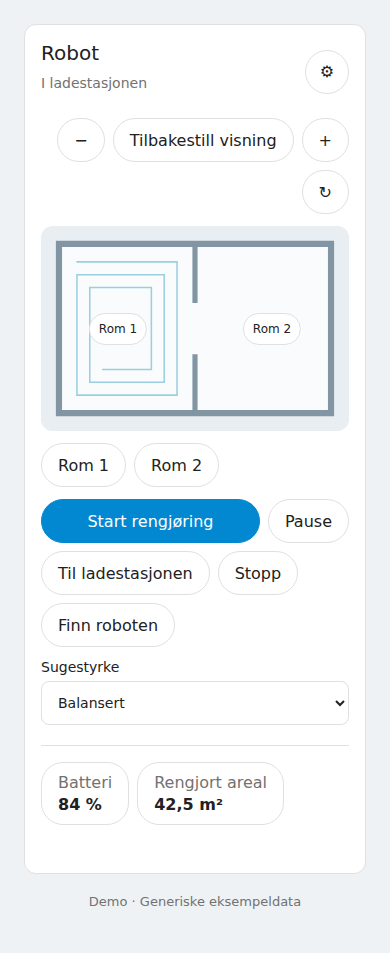 Robot
I ladestasjonen
⚙
− Tilbakestill visning +
↻
Rom 1 Rom 2
Rom 1 Rom 2
Start rengjøring Pause
Til ladestasjonen Stopp
Finn roboten
Sugestyrke
Balansert
Batteri Rengjort areal
84 % 42,5 m²
Demo · Generiske eksempeldata